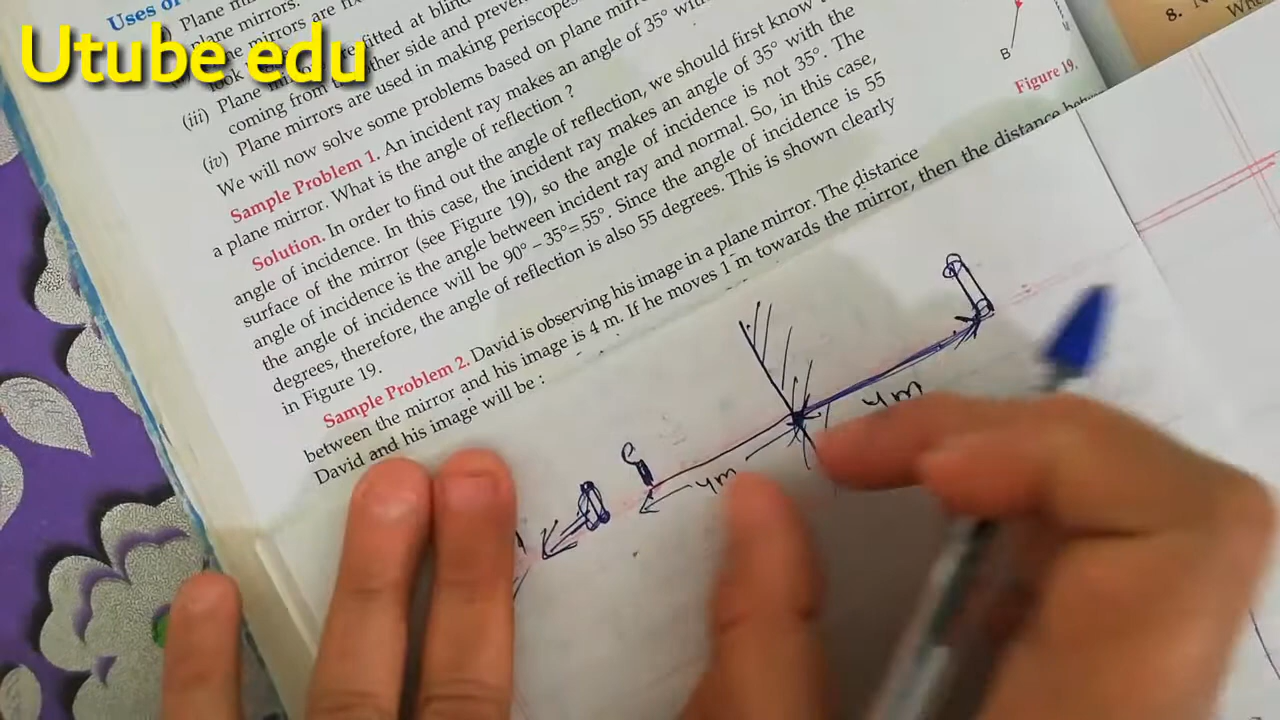 Utube edu
Uses of
plane mirrors.
(iii) Plane
coming from
(iv) Plane mirrors are used in making periscopes.
We will now solve some problems based on plane
Sample Problem 1. An incident ray makes an angle of 35° with
a plane mirror. What is the angle of reflection ?
Solution. In order to find out the angle of reflection, we should first know
angle of incidence. In this case, the incident ray makes an angle of 35° with the
surface of the mirror (see Figure 19), so the angle of incidence is not 35°. The
angle of incidence is the angle between incident ray and normal. So, in this case,
the angle of incidence will be 90° – 35°= 55°. Since the angle of incidence is 55
degrees, therefore, the angle of reflection is also 55 degrees. This is shown clearly
in Figure 19.
Sample Problem 2. David is observing his image in a plane mirror. The distance
between the mirror and his image is 4 m. If he moves 1 m towards the mirror, then the distance
David and his image will be :
4m
4m
8.
B
Figure 19.